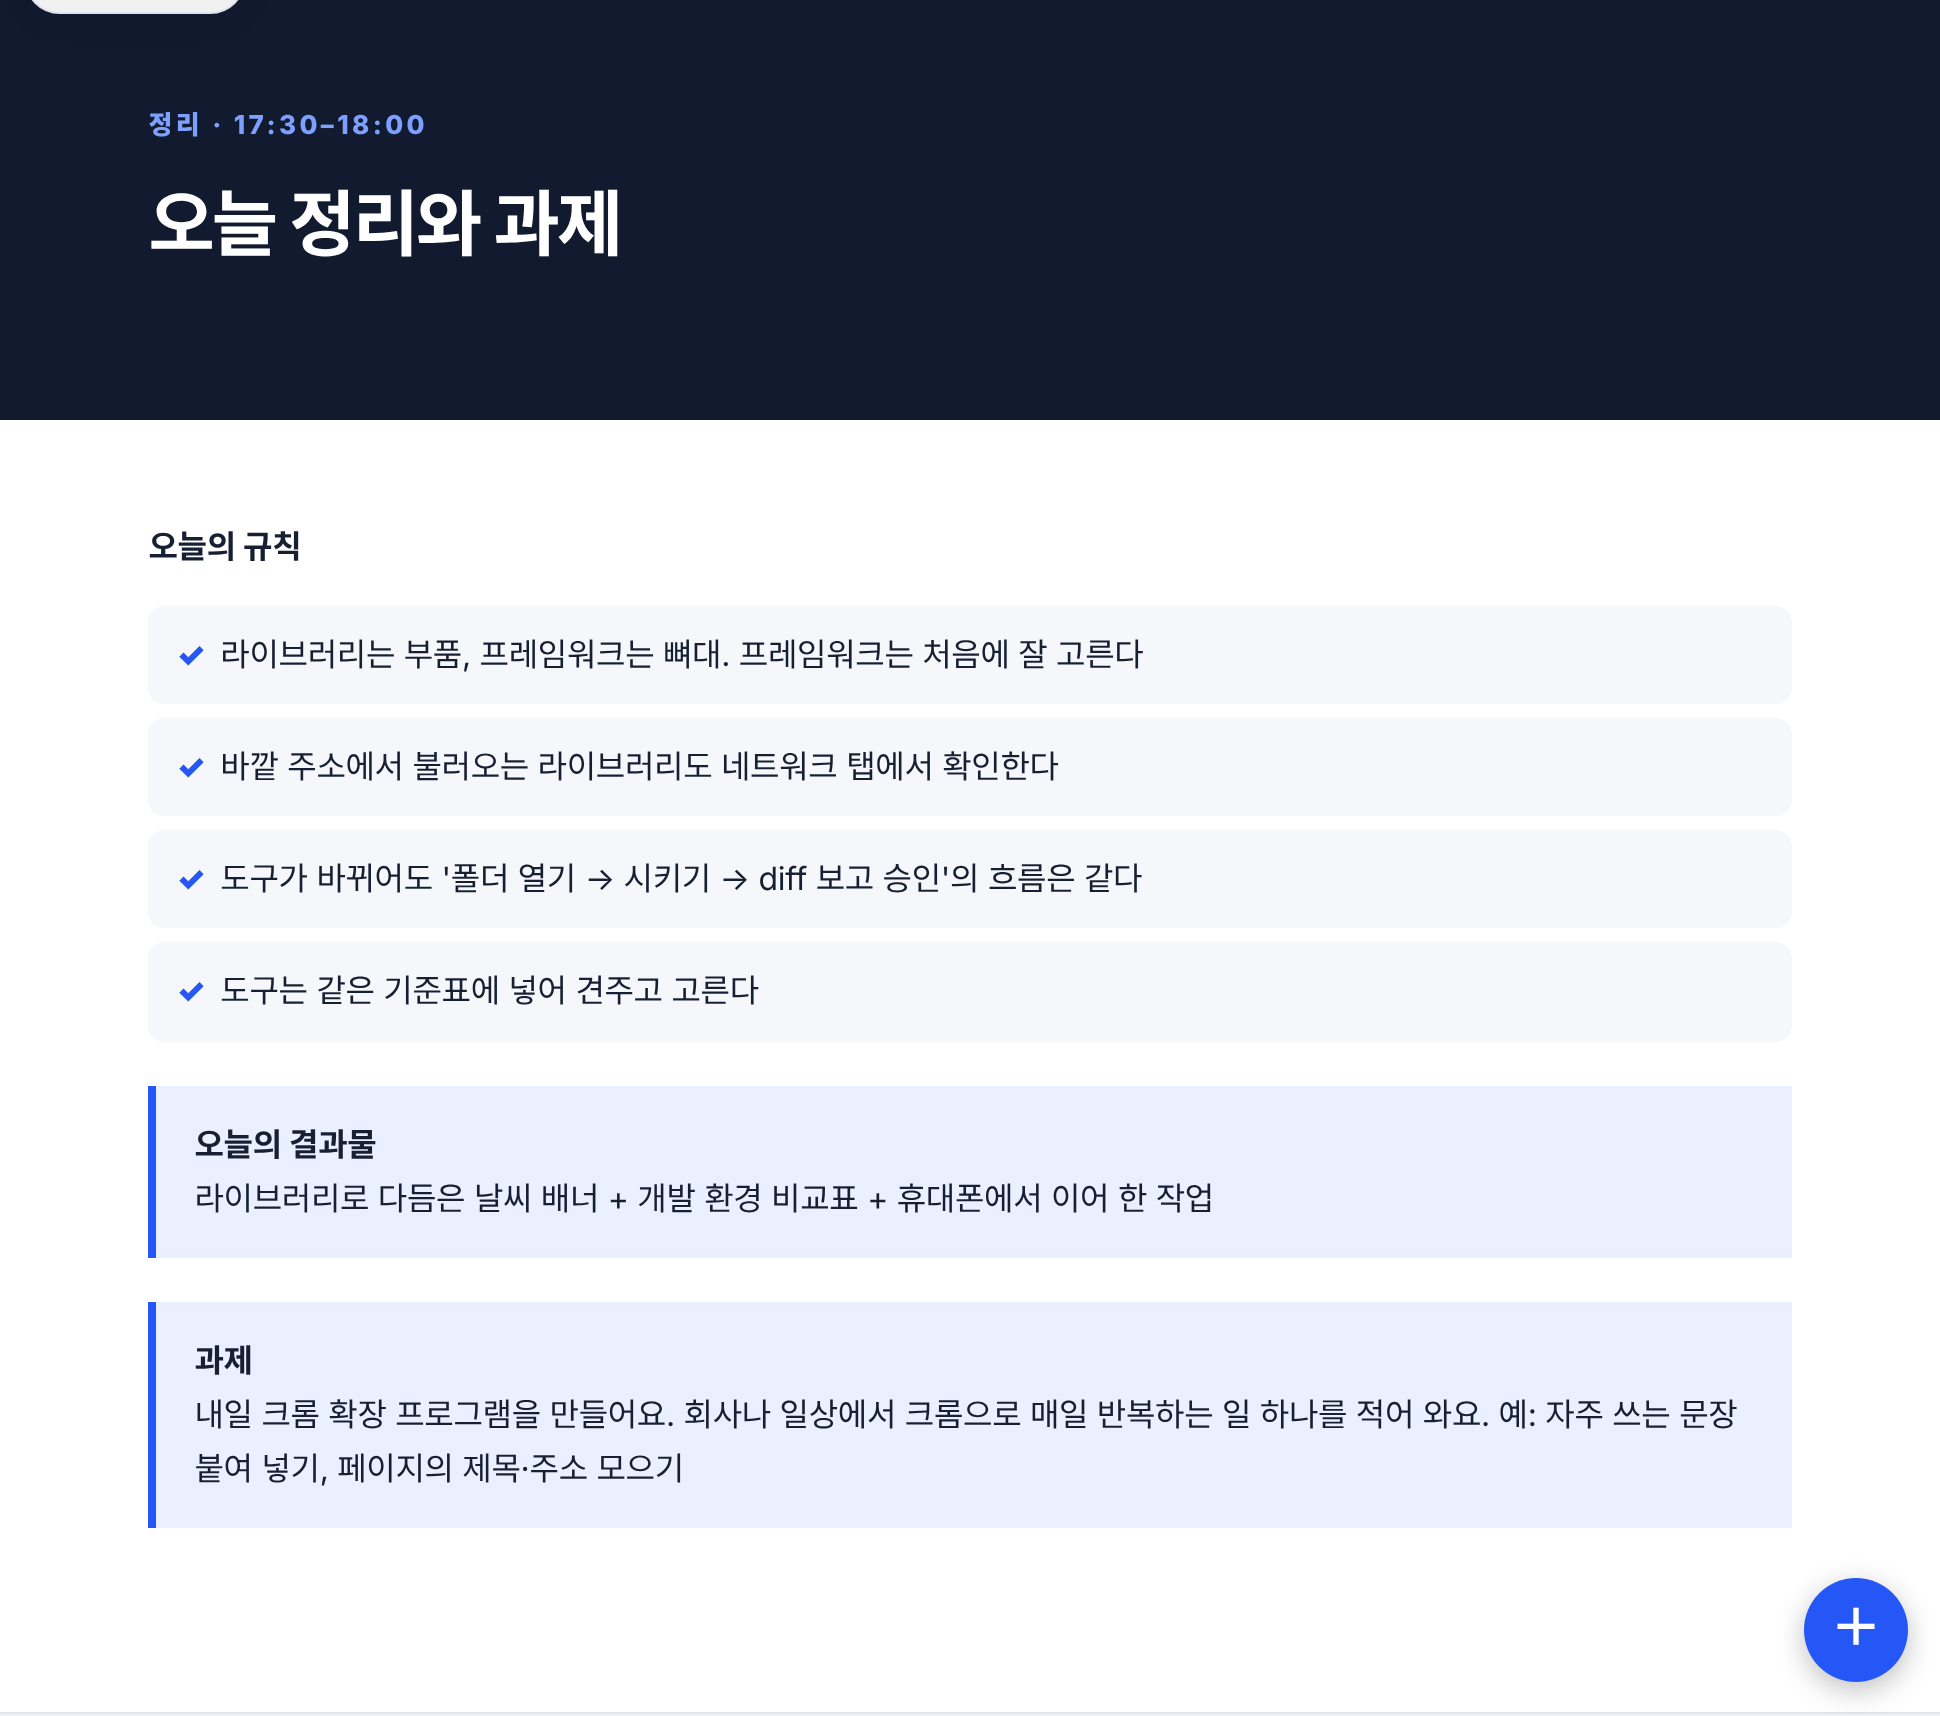 정리 · 17:30–18:00
오늘 정리와 과제
오늘의 규칙
✔ 라이브러리는 부품, 프레임워크는 뼈대. 프레임워크는 처음에 잘 고른다
✔ 바깥 주소에서 불러오는 라이브러리도 네트워크 탭에서 확인한다
✔ 도구가 바뀌어도 '폴더 열기 → 시키기 → diff 보고 승인'의 흐름은 같다
✔ 도구는 같은 기준표에 넣어 견주고 고른다
오늘의 결과물
라이브러리로 다듬은 날씨 배너 + 개발 환경 비교표 + 휴대폰에서 이어 한 작업
과제
내일 크롬 확장 프로그램을 만들어요. 회사나 일상에서 크롬으로 매일 반복하는 일 하나를 적어 와요. 예: 자주 쓰는 문장
붙여 넣기, 페이지의 제목·주소 모으기
+